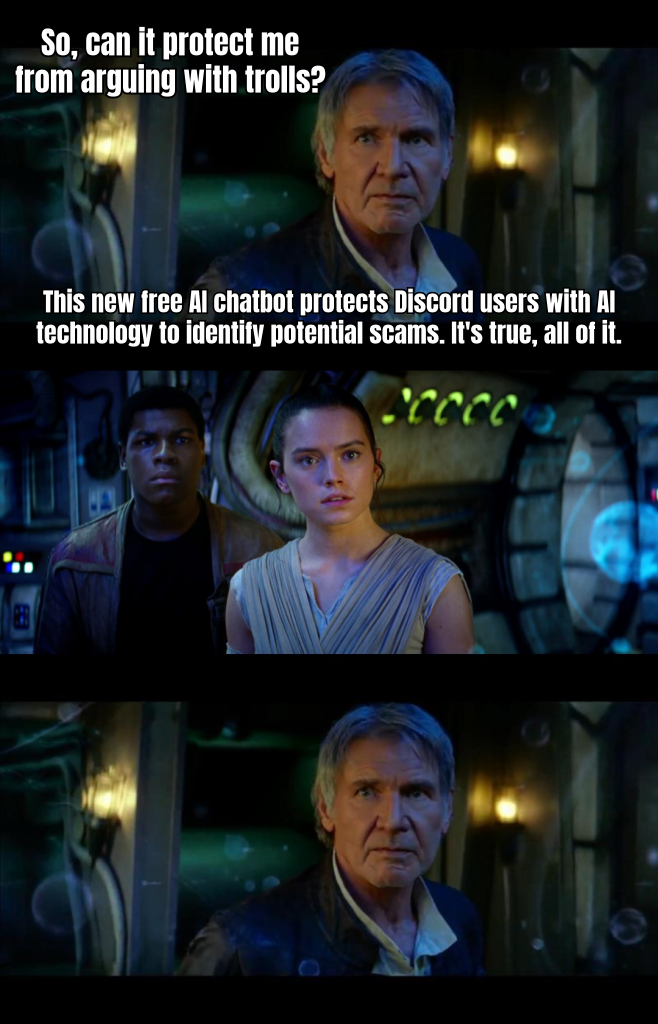 So, can it protect me
from arguing with trolls?
This new free AI chatbot protects Discord users with AI
technology to identify potential scams. It's true, all of it.